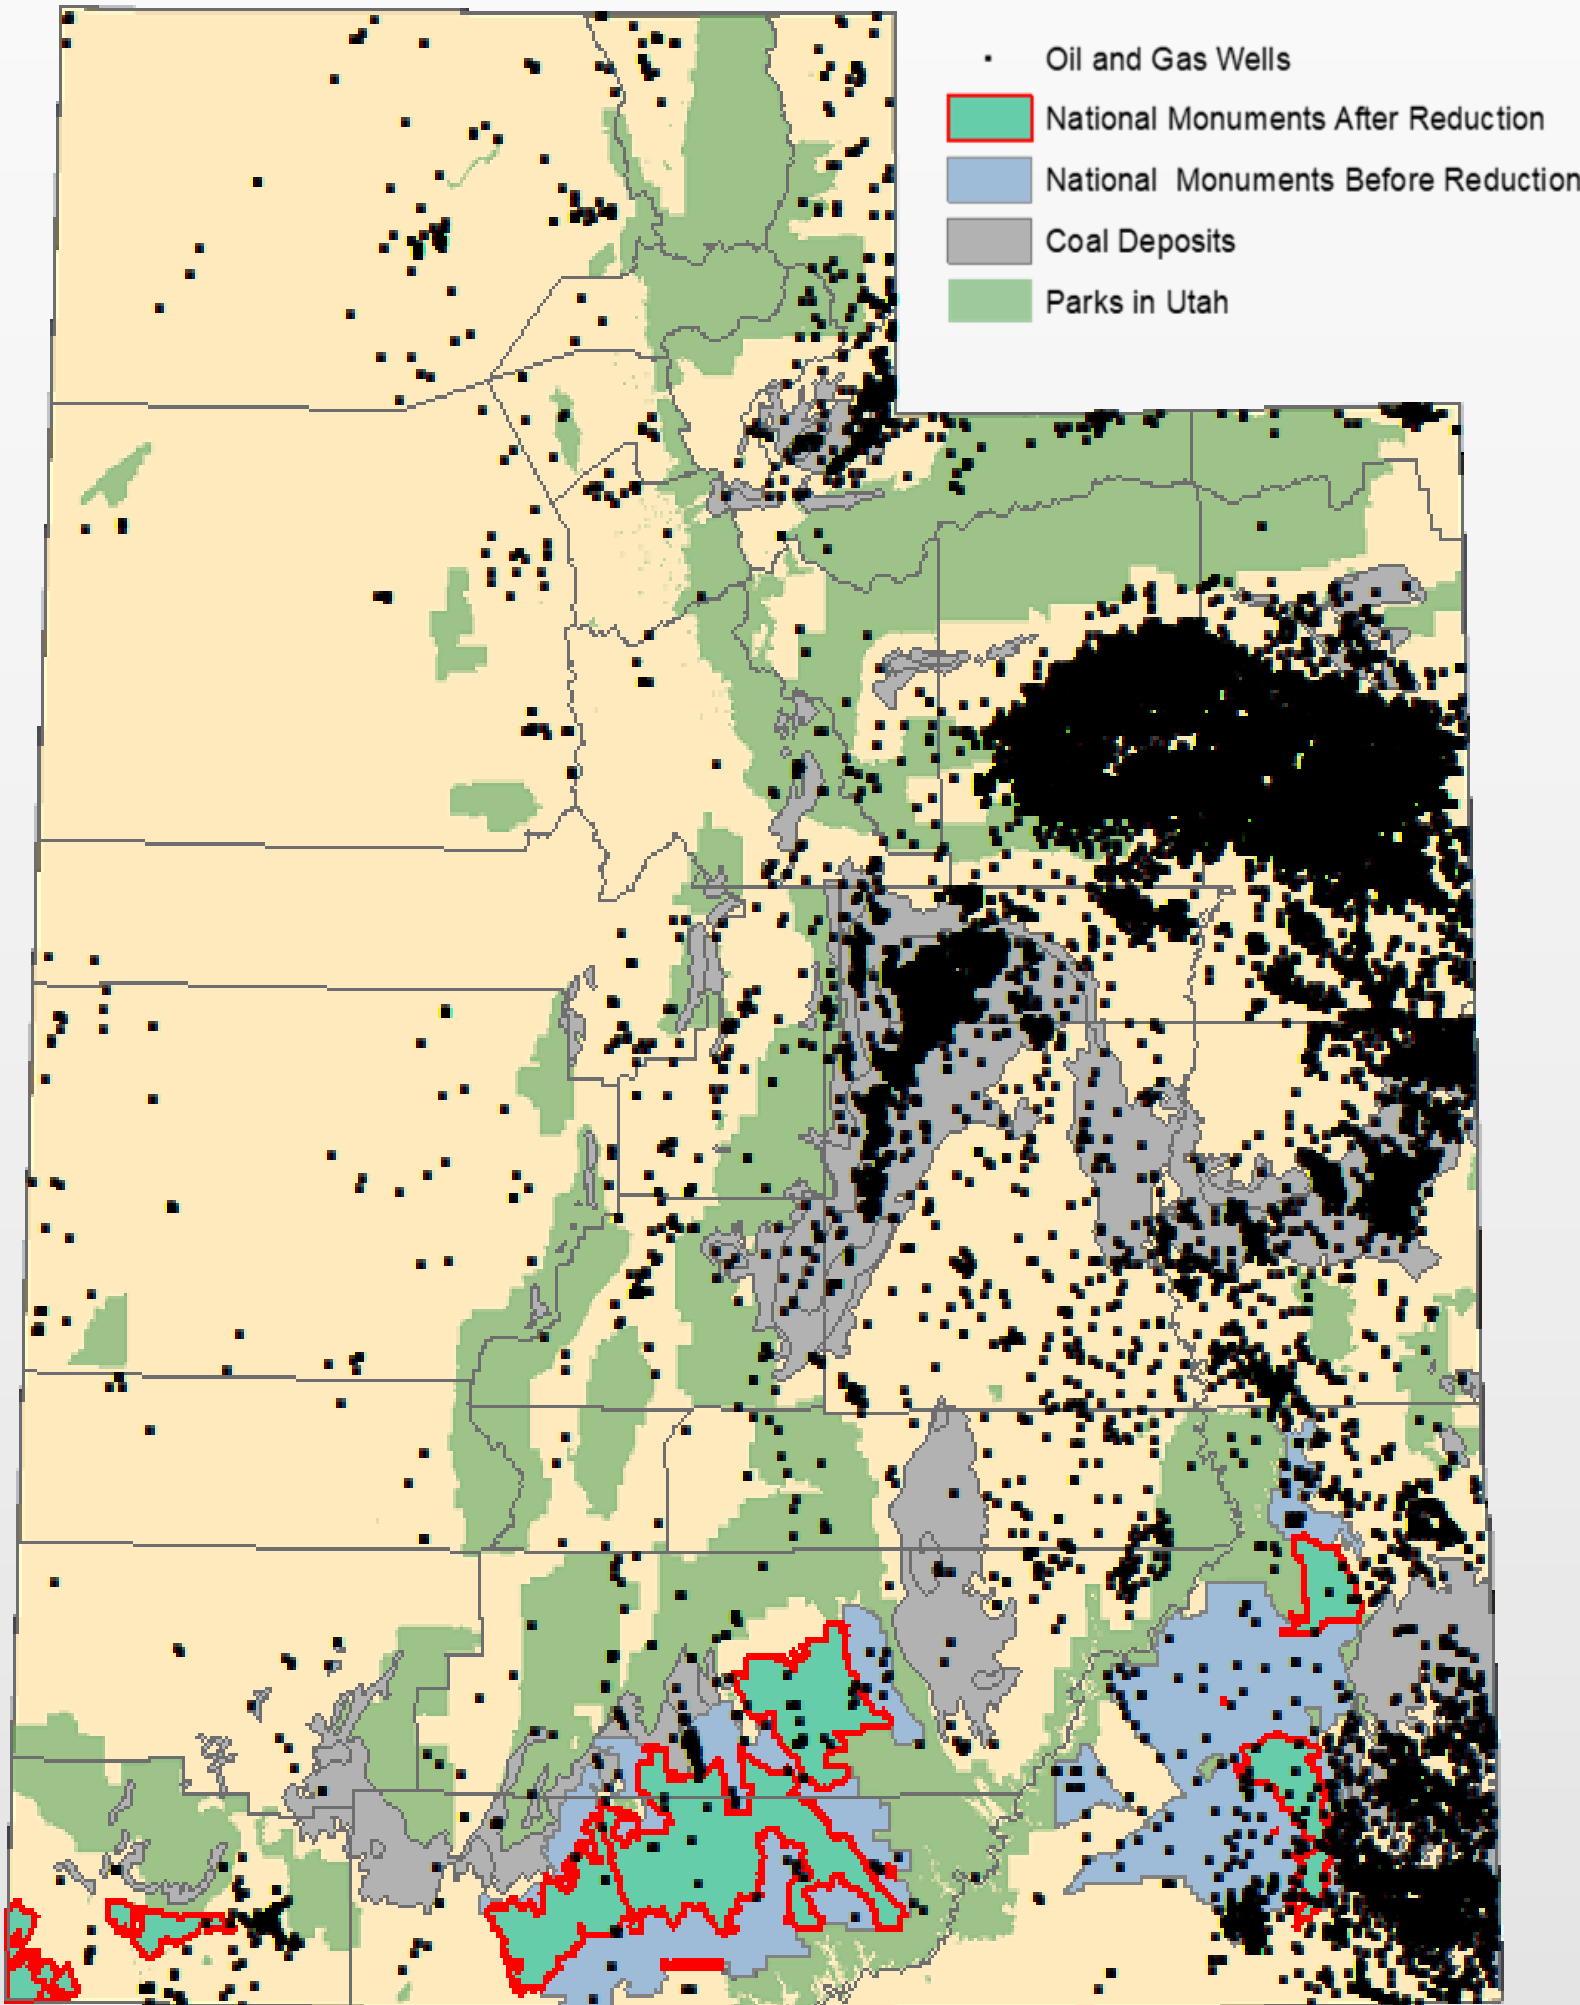 Oil and Gas Wells
National Monuments After Reduction
National Monuments Before Reduction
Coal Deposits
Parks in Utah